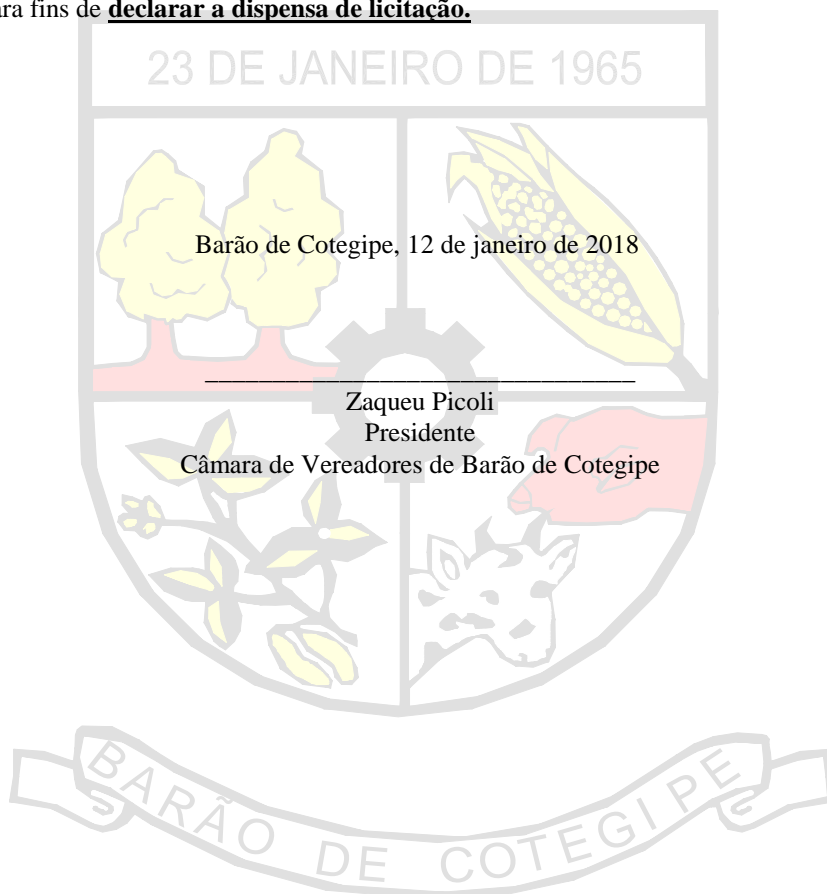 fins de declarar a dispensa de licitação.
23 DE JANEIRO DE 1965
Barão de Cotegipe, 12 de janeiro de 2018
________________________________
Zaqueu Picoli
Presidente
Câmara de Vereadores de Barão de Cotegipe
BARÃO DE COTEGIPE